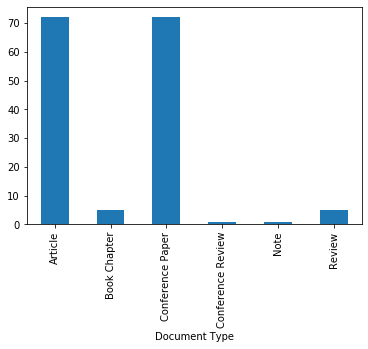 70
60
50
40
30
20
10
0
Article
Book Chapter
Conference Paper
Conference Review
Note
Review
Document Type